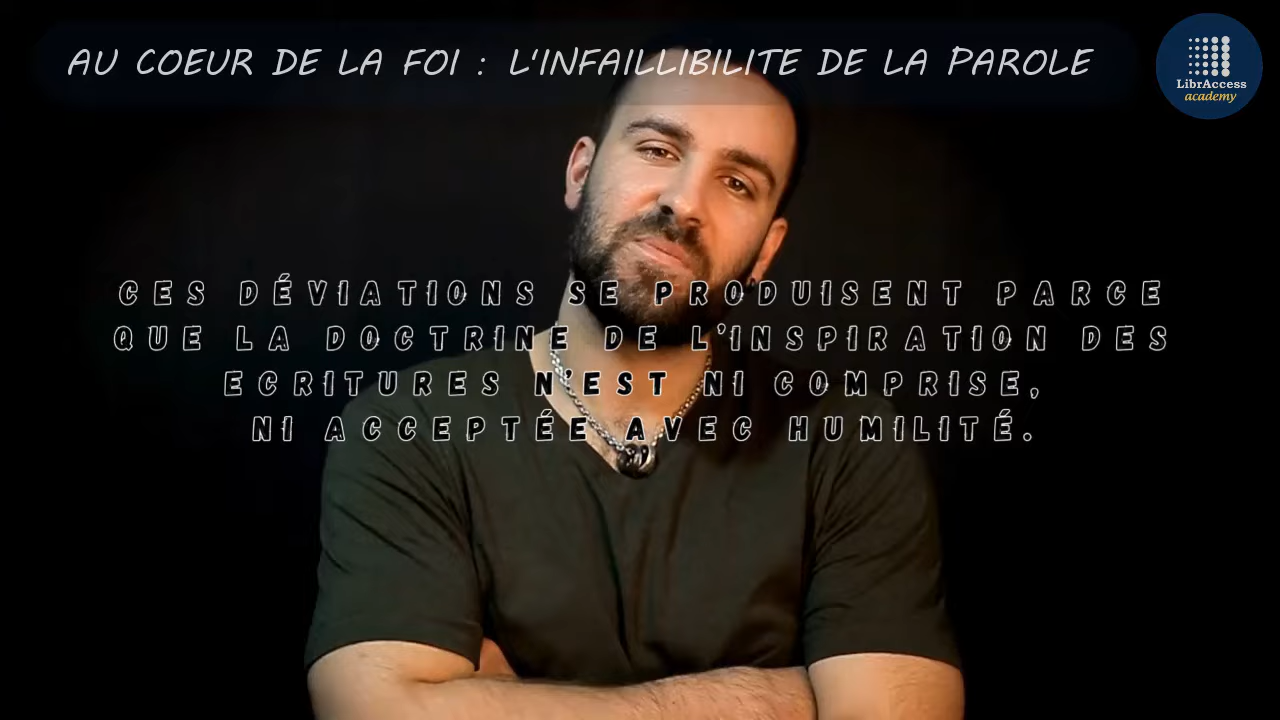 AU COEUR DE LA FOI : L'INFAILLIBILITE DE LA PAROLE
LibrAccess
academy
CES DÉVIATIONS SE PRODUISENT PARCE
QUE LA DOCTRINE DE L'INSPIRATION DES
ECRITURES N'EST NI COMPRISE,
NI ACCEPTÉE AVEC HUMILITÉ.